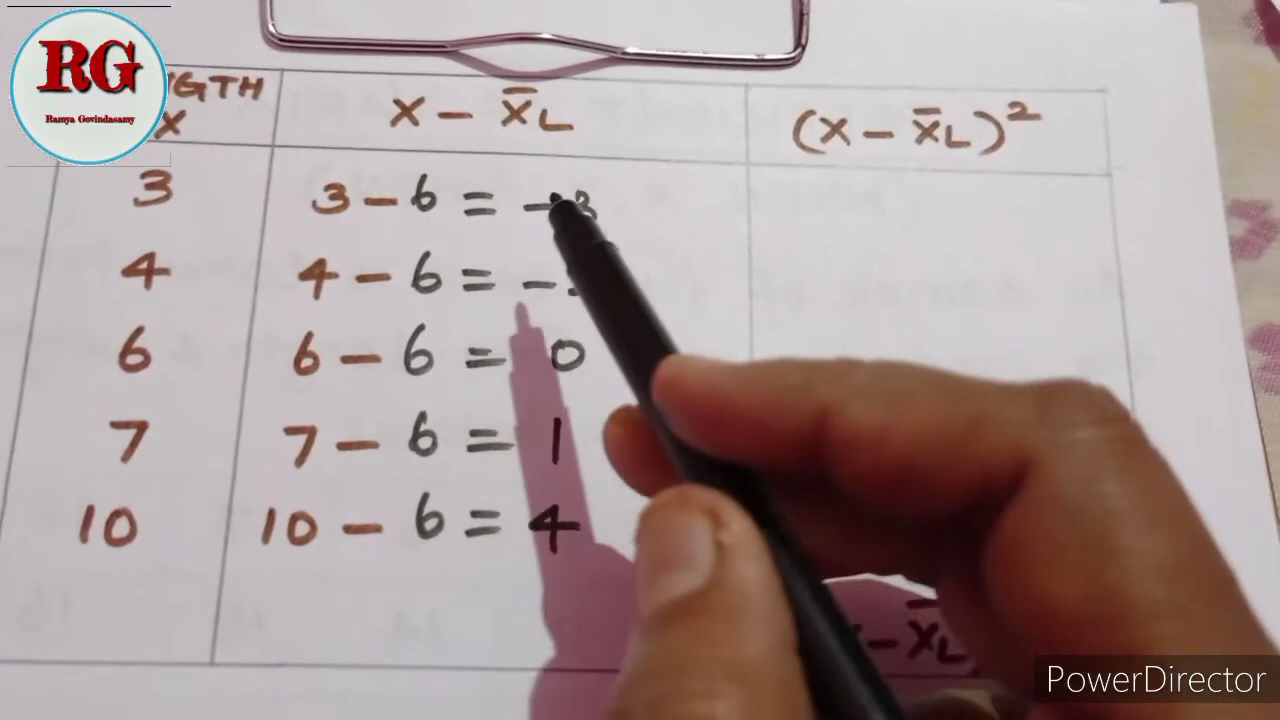 RG
Ramya Govindasamy
X
X - X̄L
(X - X̄L)²
3
3 - 6 = -3
4
4 - 6 = -
6
6 - 6 = 0
7
7 - 6 = 1
10
10 - 6 = 4
- X̄L
PowerDirector